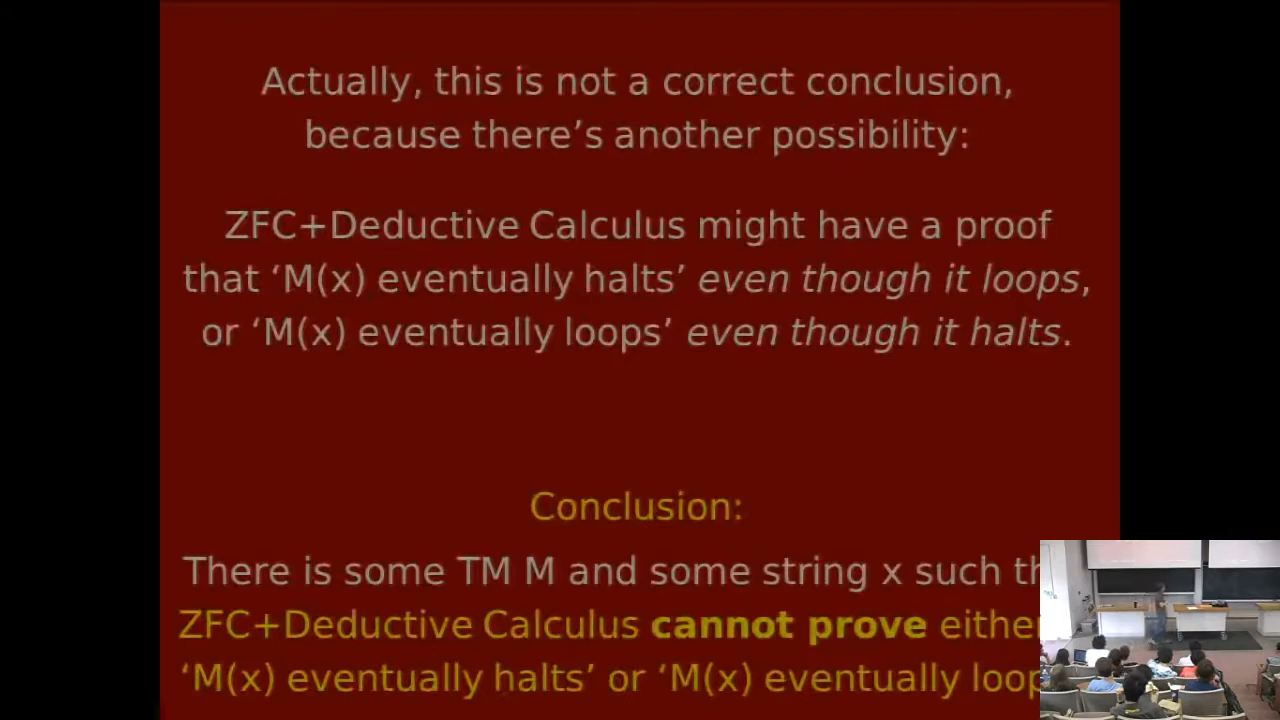 Actually, this is not a correct conclusion,
because there’s another possibility:
ZFC+Deductive Calculus might have a proof
that ‘M(x) eventually halts’ even though it loops,
or ‘M(x) eventually loops’ even though it halts.
Conclusion:
There is some TM M and some string x such
ZFC+Deductive Calculus cannot prove either
‘M(x) eventually halts’ or ‘M(x) eventually loop